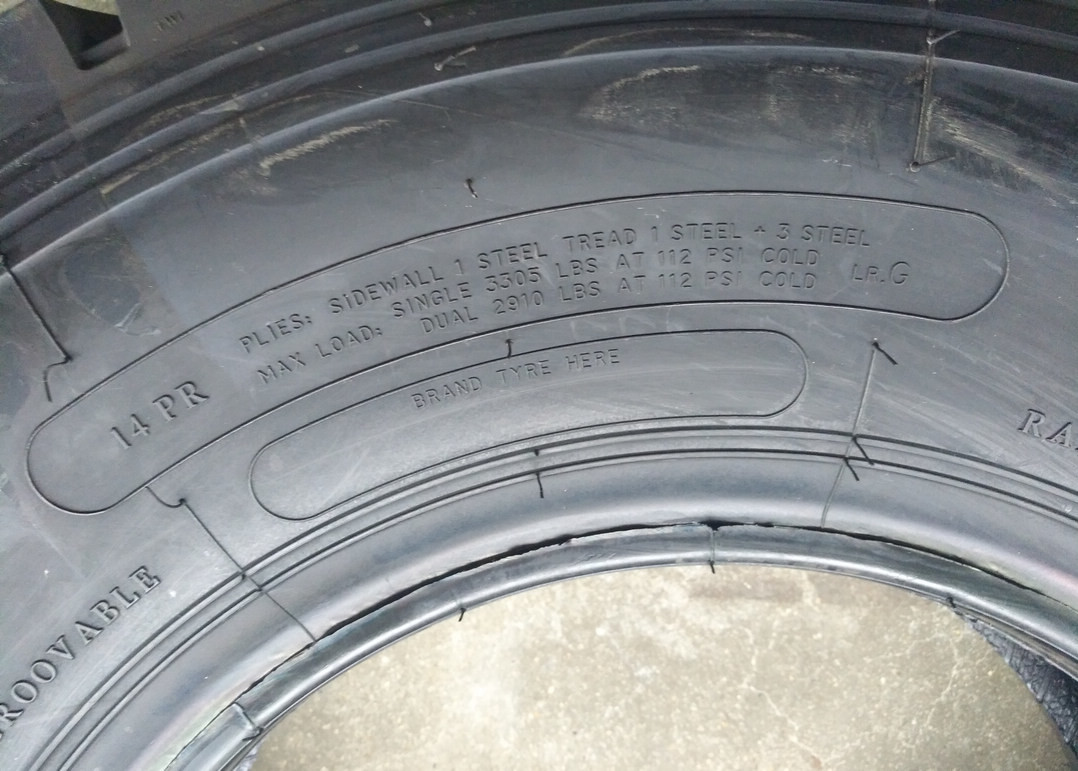 PLIES: SIDEWALL 1 STEEL TREAD 1 STEEL + 3 STEEL
MAX LOAD: SINGLE 3305 LBS AT 112 PSI COLD
DUAL 2910 LBS AT 112 PSI COLD
LR.G
14 PR
BRAND TYRE HERE